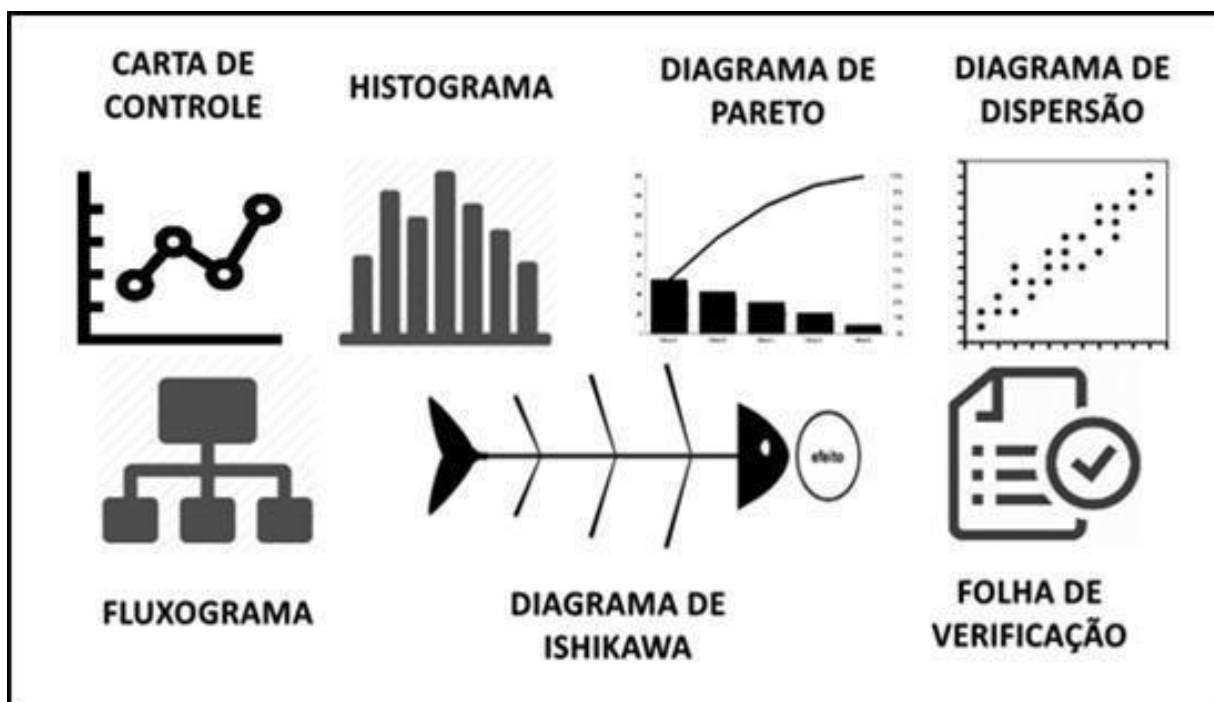 CARTA DE
CONTROLE
HISTOGRAMA
DIAGRAMA DE
PARETO
DIAGRAMA DE
DISPERSÃO
efeito
FLUXOGRAMA
DIAGRAMA DE
ISHIKAWA
FOLHA DE
VERIFICAÇÃO